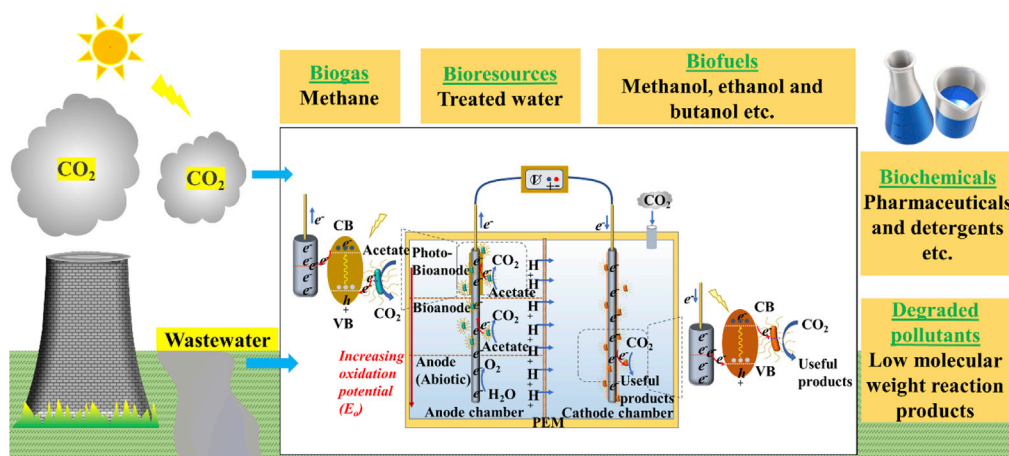 CO2
CO2
Wastewater
Biogas
Methane
Bioresources
Treated water
Biofuels
Methanol, ethanol and
butanol etc.
Biochemicals
Pharmaceuticals
and detergents
etc.
Degraded
pollutants
Low molecular
weight reaction
products
e-
CB
e-
e-
e-
e-
e-
e-
e-
h
+
VB
Acetate
CO2
Increasing
oxidation
potential
(Eo)
Photo-
Bioanode
Bioanode
Anode
(Abiotic)
e-
CO2
Acetate
CO2
Acetate
O2
H2O
Anode chamber
H
+
H
+
H
+
H
+
H
+
H
+
H
+
PEM
+-
e-
CO2
CO2
Useful
products
Cathode chamber
e-
CB
e-
e-
e-
e-
e-
h
+
VB
CO2
Useful
products